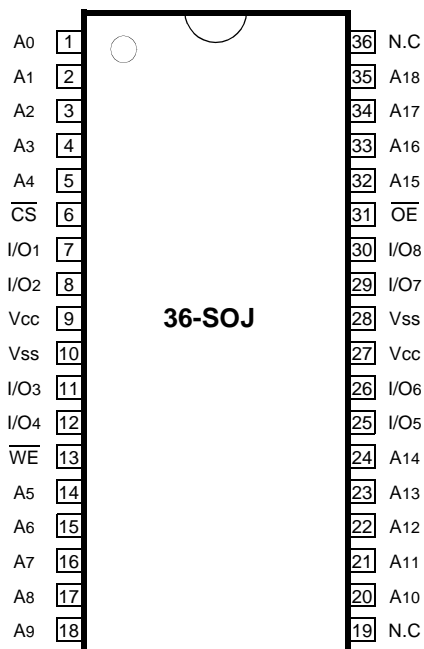 A0 1 36 N.C
A1 2 35 A18
A2 3 34 A17
A3 4 33 A16
A4 5 32 A15
CS 6 31 OE
I/O1 7 30 I/O8
I/O2 8 29 I/O7
Vcc 9 36-SOJ 28 Vss
Vss 10 27 Vcc
I/O3 11 26 I/O6
I/O4 12 25 I/O5
WE 13 24 A14
A5 14 23 A13
A6 15 22 A12
A7 16 21 A11
A8 17 20 A10
A9 18 19 N.C